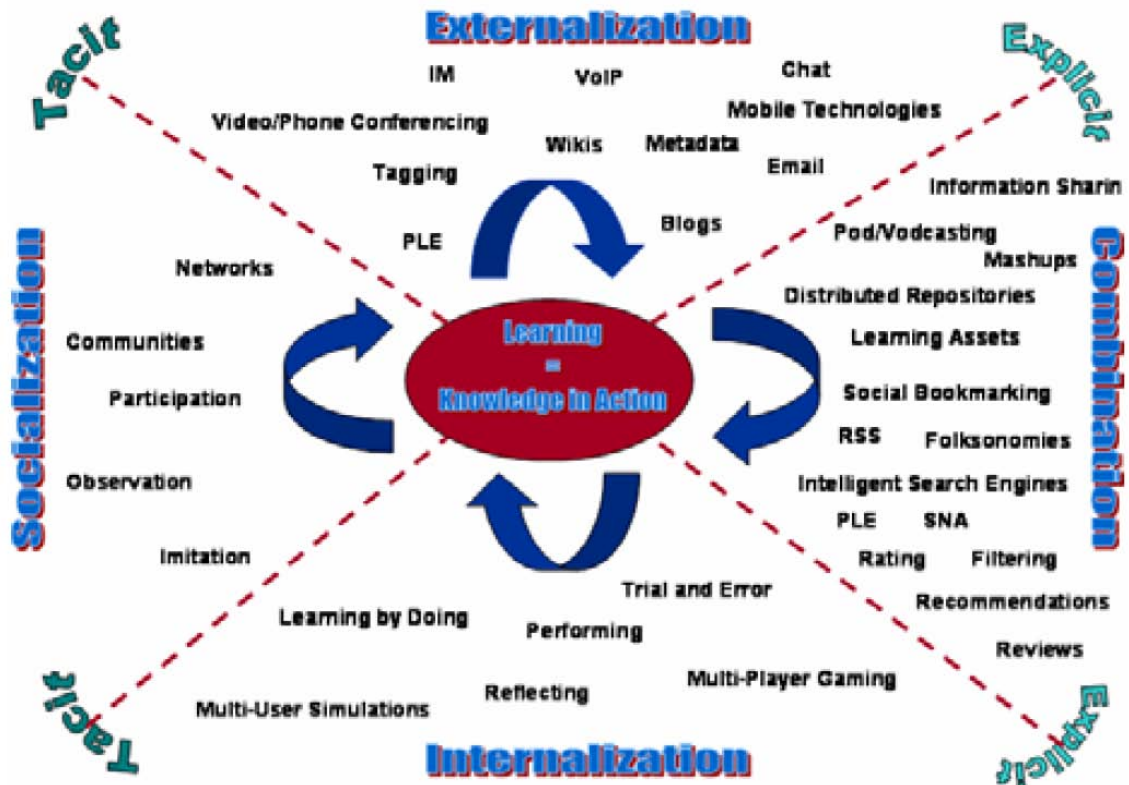 Externalization
Tacit
Explicit
IM
VoIP
Chat
Video/Phone Conferencing
Mobile Technologies
Wikis
Metadata
Tagging
Email
PLE
Blogs
Socialization
Networks
Communities
Participation
Observation
Imitation
Learning
=
Knowledge in Action
Information Sharin
Pod/Vodcasting
Mashups
Distributed Repositories
Learning Assets
Social Bookmarking
RSS
Folksonomies
Intelligent Search Engines
PLE
SNA
Rating
Filtering
Recommendations
Reviews
Combination
Trial and Error
Learning by Doing
Performing
Multi-Player Gaming
Reflecting
Multi-User Simulations
Tacit
Explicit
Internalization